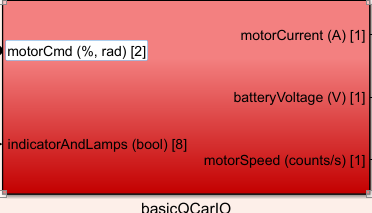 motorCurrent (A) [1]
motorCmd (%, rad) [2]
batteryVoltage (V) [1]
indicatorAndLamps (bool) [8]
motorSpeed (counts/s) [1]
basicQCarIO